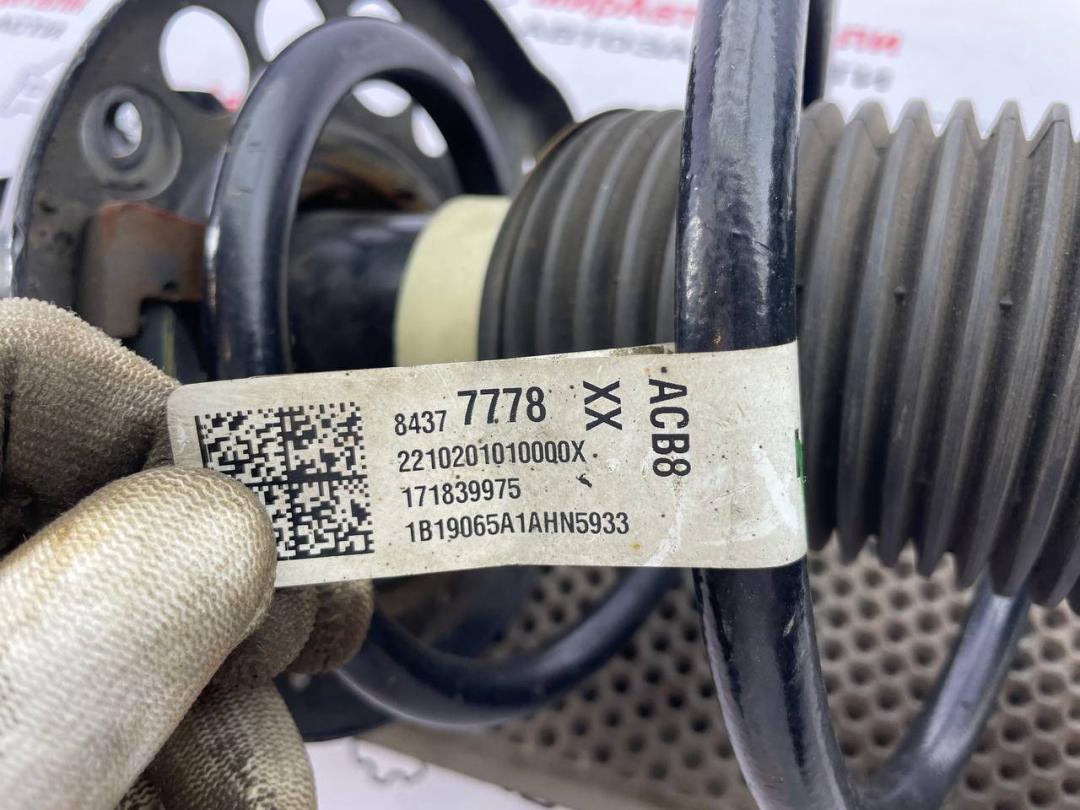 8437 7778 XX ACB8
2210201010000X
171839975
1B19065A1AHN5933